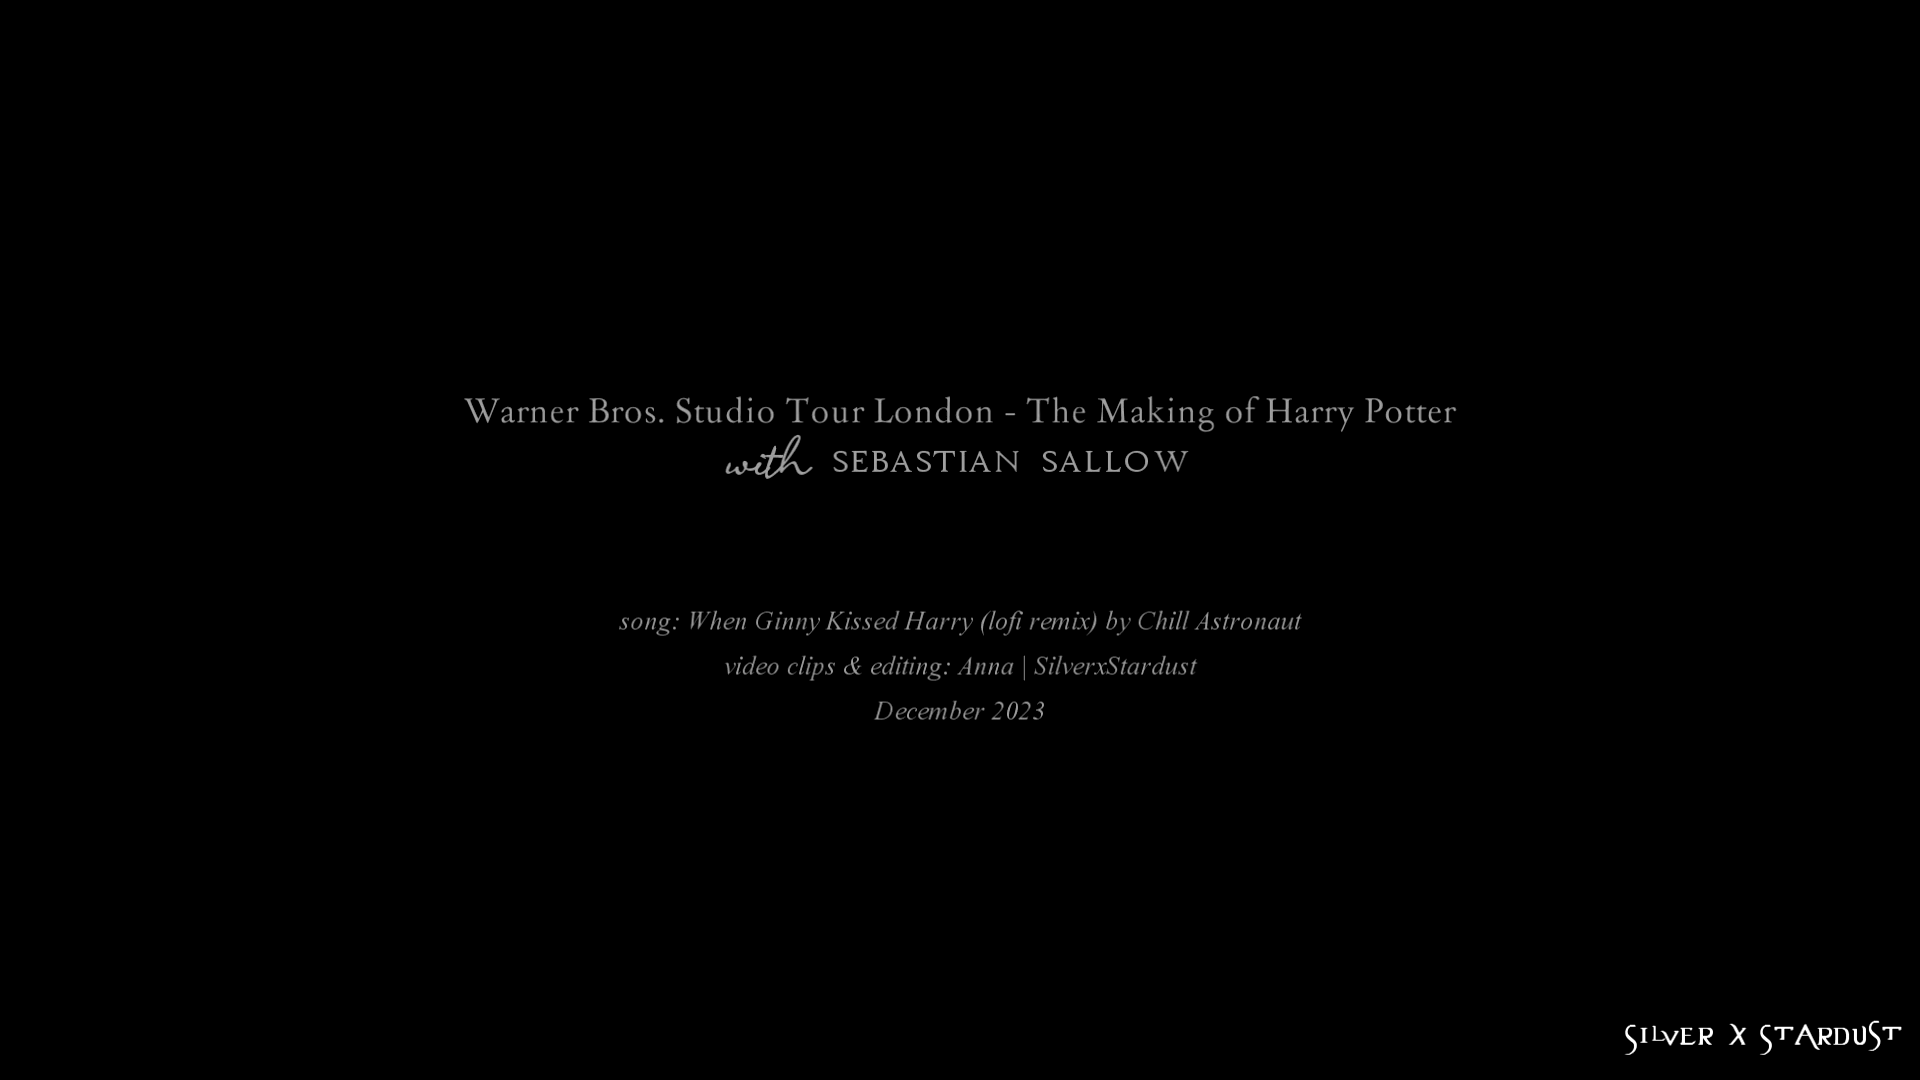 Warner Bros. Studio Tour London - The Making of Harry Potter
with SEBASTIAN SALLOW
song: When Ginny Kissed Harry (lofi remix) by Chill Astronaut
video clips & editing: Anna | SilverxStardust
December 2023
SILVER X STARDUST